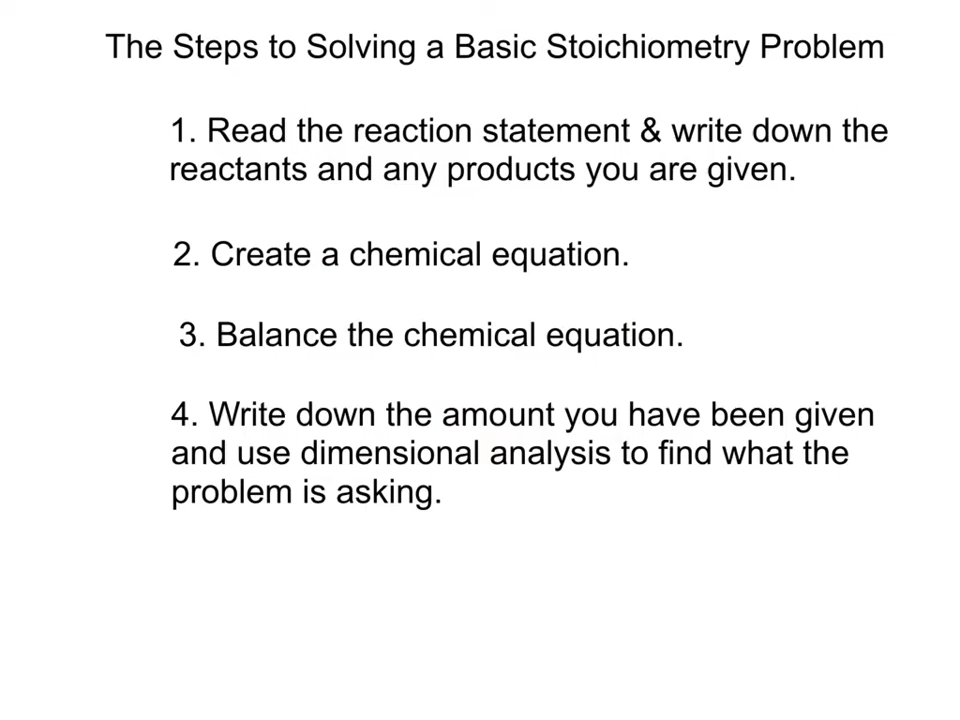 The Steps to Solving a Basic Stoichiometry Problem
1. Read the reaction statement & write down the
reactants and any products you are given.
2. Create a chemical equation.
3. Balance the chemical equation.
4. Write down the amount you have been given
and use dimensional analysis to find what the
problem is asking.